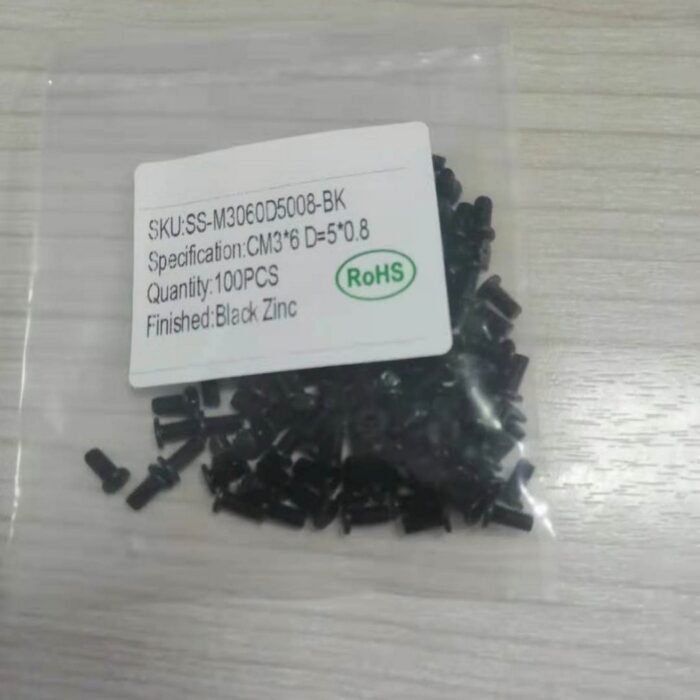 SKU:SS-M3060D5008-BK
Specification:CM3*6 D=5*0.8
Quantity:100PCS
RoHS
Finished:Black Zinc